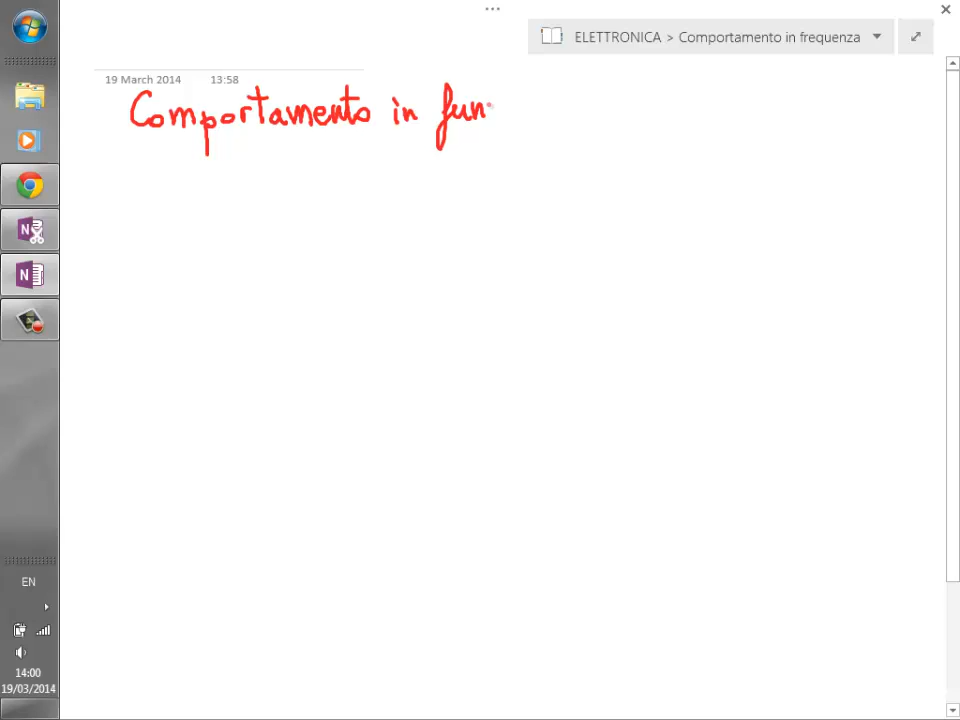 ...
ELETTRONICA > Comportamento in frequenza
19 March 2014 13:58
Comportamento in fun
N
N
EN
14:00
19/03/2014